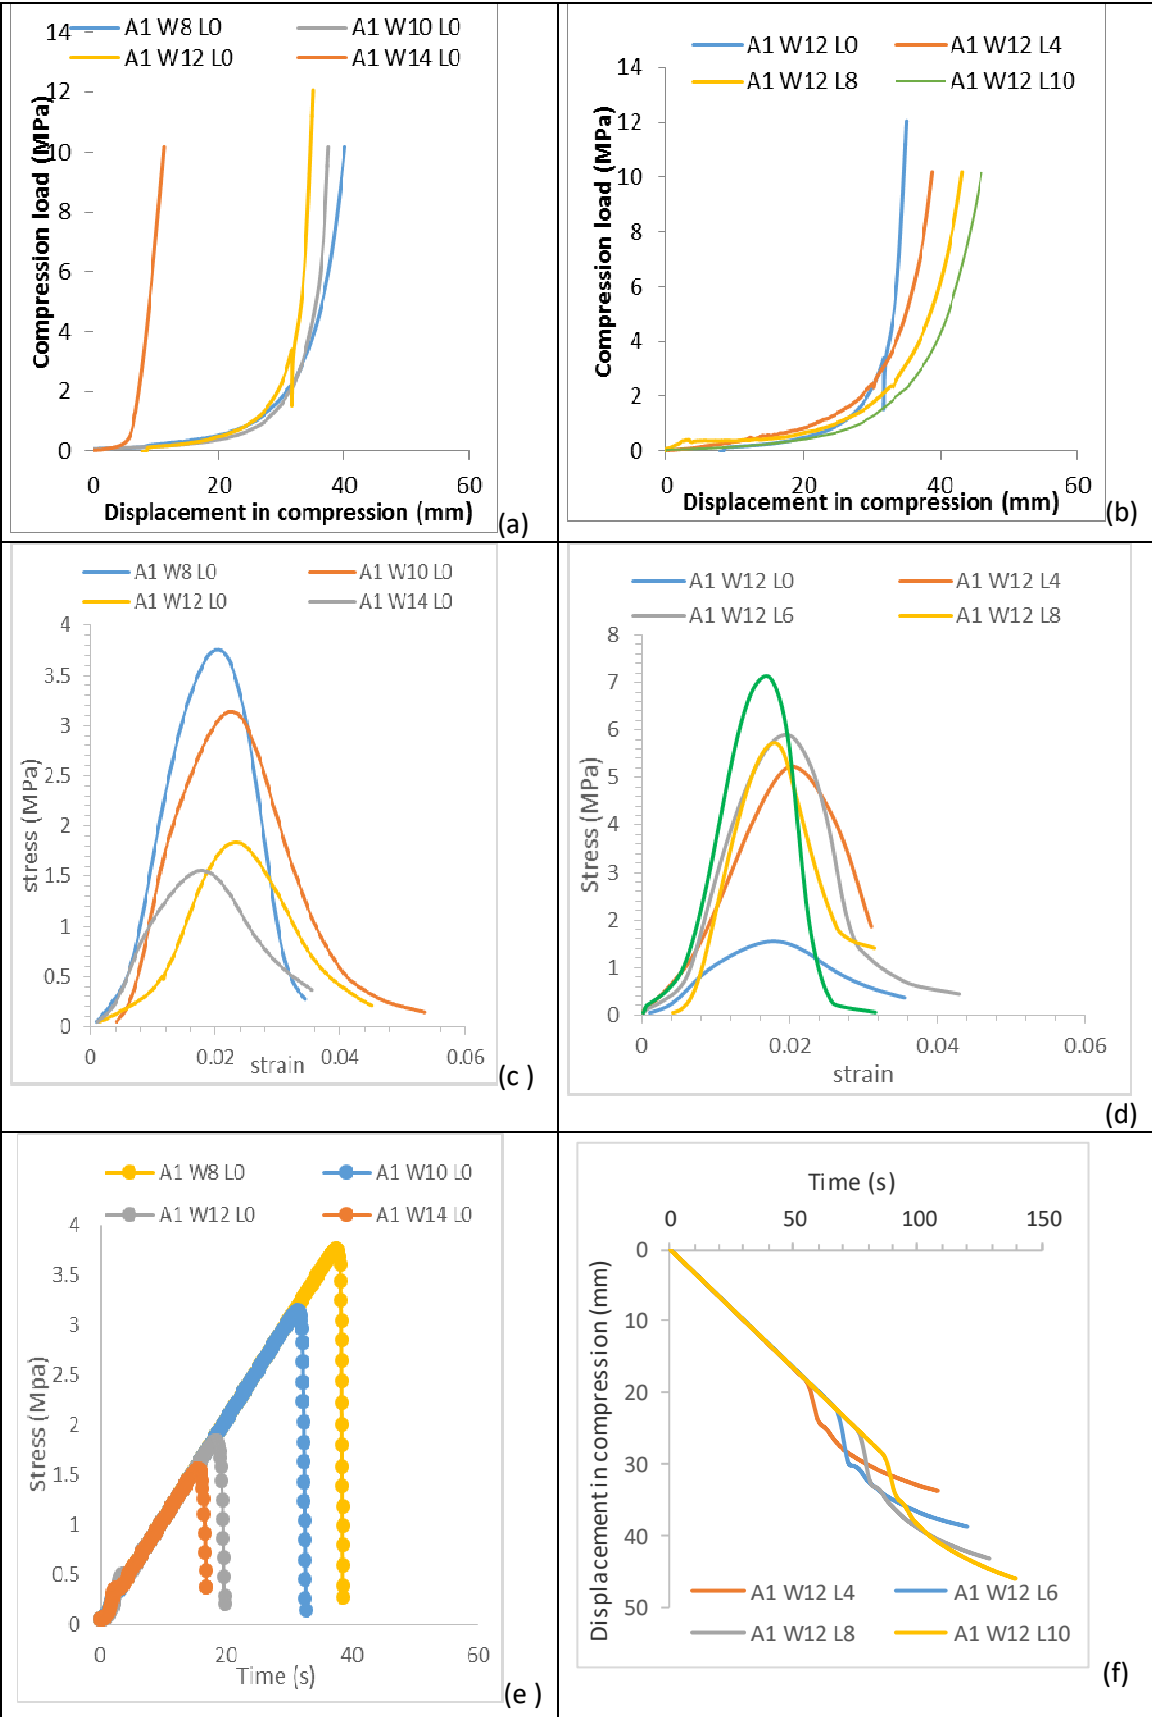 A1 W8 L0
A1 W10 L0
A1 W12 L0
A1 W14 L0
14
12
10
8
6
4
2
0
Compression load (MPa)
0 20 40 60
Displacement in compression (mm)
(a)
A1 W12 L0
A1 W12 L4
A1 W12 L8
A1 W12 L10
14
12
10
8
6
4
2
0
Compression load (MPa)
0 20 40 60
Displacement in compression (mm)
(b)
A1 W8 L0
A1 W10 L0
A1 W12 L0
A1 W14 L0
4
3.5
3
2.5
2
1.5
1
0.5
0
stress (MPa)
0 0.02 0.04 0.06
strain
(c )
A1 W12 L0
A1 W12 L4
A1 W12 L6
A1 W12 L8
8
7
6
5
4
3
2
1
0
Stress (MPa)
0 0.02 0.04 0.06
strain
(d)
A1 W8 L0
A1 W10 L0
A1 W12 L0
A1 W14 L0
4
3.5
3
2.5
2
1.5
1
0.5
0
Stress (Mpa)
0 20 40 60
Time (s)
(e )
Time (s)
0 50 100 150
0
10
20
30
40
50
Displacement in compression (mm)
A1 W12 L4
A1 W12 L6
A1 W12 L8
A1 W12 L10
(f)